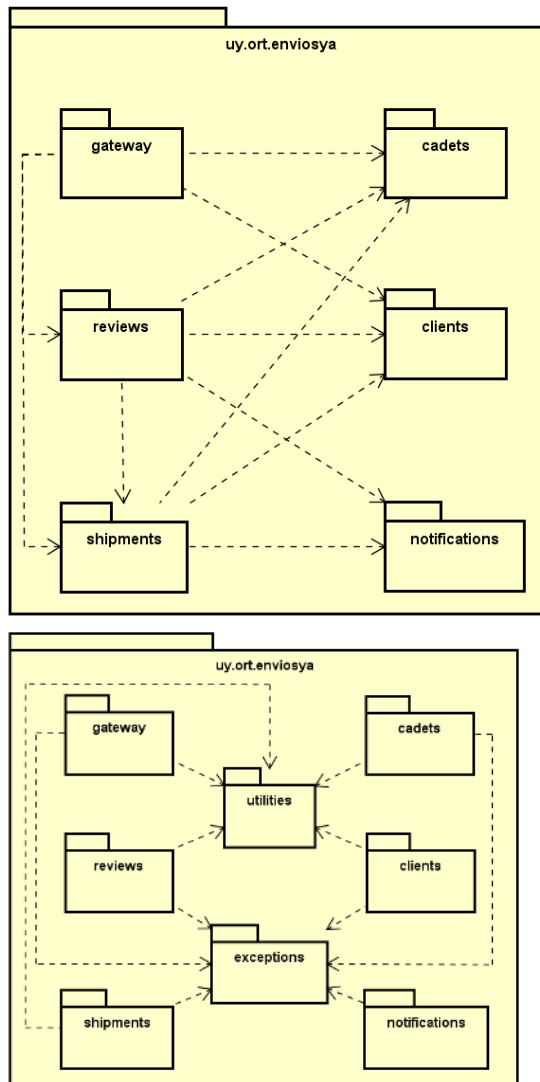 uy.ort.enviosya
gateway
cadets
reviews
clients
shipments
notifications
uy.ort.enviosya
gateway
cadets
utilities
reviews
clients
exceptions
shipments
notifications